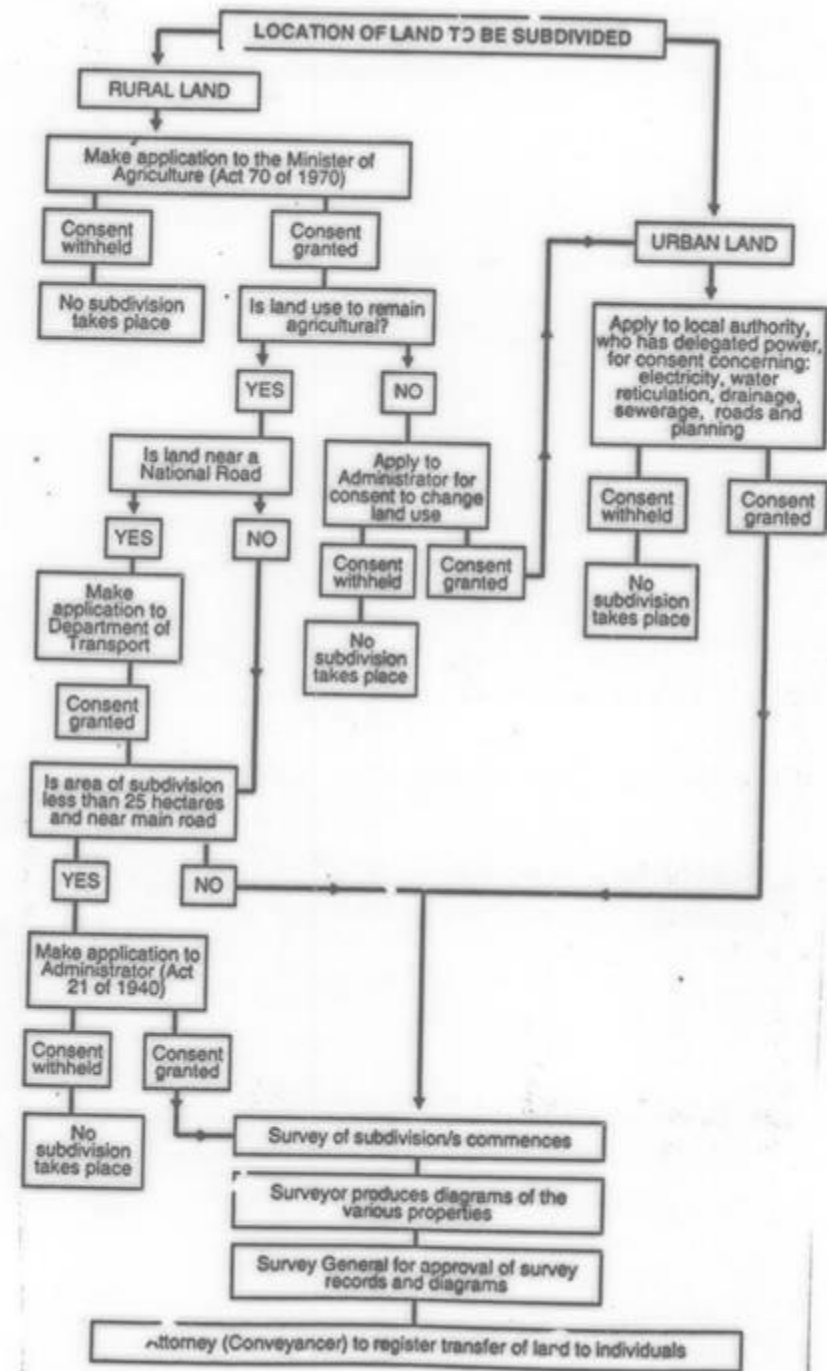 LOCATION OF LAND TO BE SUBDIVIDED
RURAL LAND
Make application to the Minister of
Agriculture (Act 70 of 1970)
Consent
withheld
Consent
granted
URBAN LAND
No subdivision
takes place
Is land use to remain
agricultural?
Apply to local authority,
who has delegated power,
for consent concerning:
electricity, water
reticulation, drainage,
sewerage, roads and
planning
YES
NO
Is land near a
National Road
Apply to
Administrator for
consent to change
land use
Consent
withheld
Consent
granted
YES
NO
Consent
withheld
Consent
granted
Make
application to
Department of
Transport
No
subdivision
takes place
No
subdivision
takes place
Consent
granted
Is area of subdivision
less than 25 hectares
and near main road
YES
NO
Make application to
Administrator (Act
21 of 1940)
Consent
withheld
Consent
granted
No
subdivision
takes place
Survey of subdivision/s commences
Surveyor produces diagrams of the
various properties
Survey General for approval of survey
records and diagrams
Attorney (Conveyancer) to register transfer of land to individuals